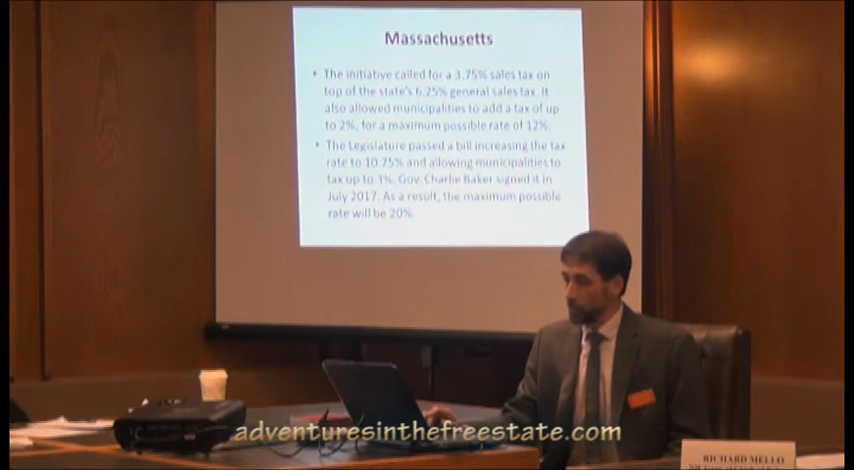 Massachusetts
• The initiative called for a 3.75% sales tax on
top of the state's 6.25% general sales tax. It
also allowed municipalities to add a tax of up
to 2%, for a maximum possible rate of 12%.
• The Legislature passed a bill increasing the tax
rate to 10.75% and allowing municipalities to
tax up to 3%. Gov. Charlie Baker signed it in
July 2017. As a result, the maximum possible
rate will be 20%.
adventuresinthefreestate.com
RICHARD MELLO